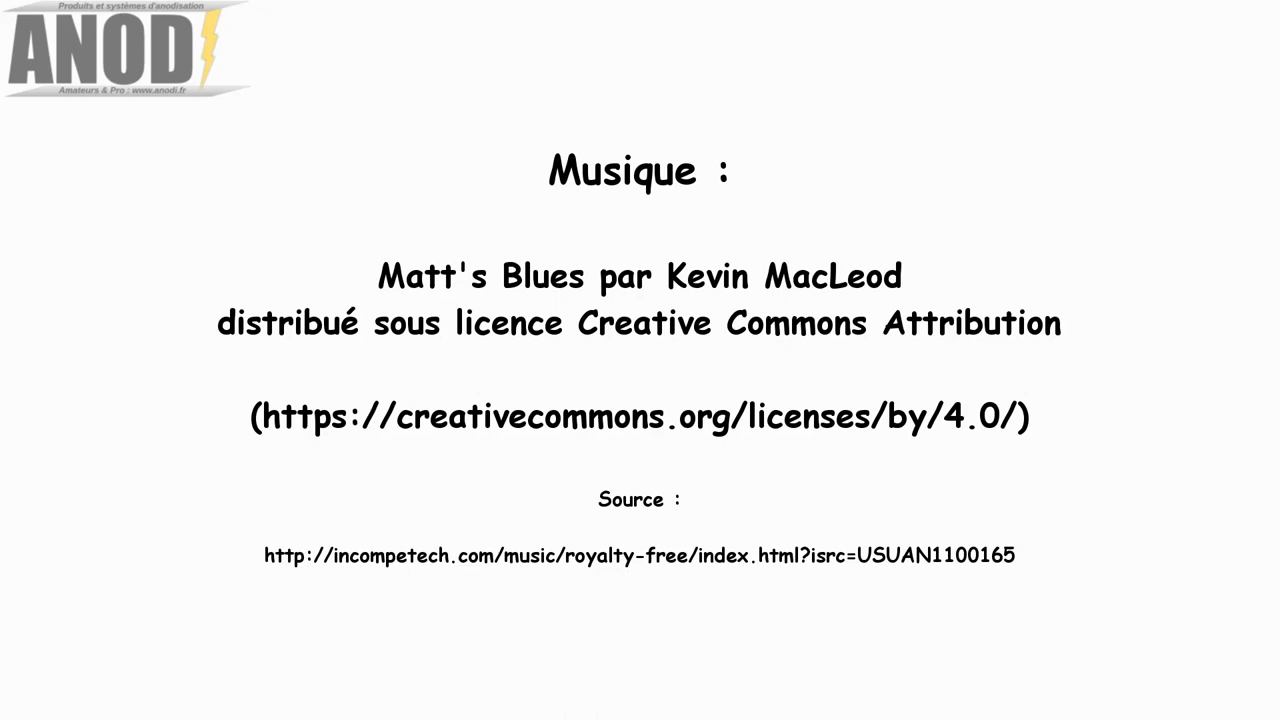 Produits et systèmes d'anodisation
ANODI
Amateurs & Pro : www.anodi.fr
Musique :
Matt's Blues par Kevin MacLeod
distribué sous licence Creative Commons Attribution
(https://creativecommons.org/licenses/by/4.0/)
Source :
http://incompetech.com/music/royalty-free/index.html?isrc=USUAN1100165